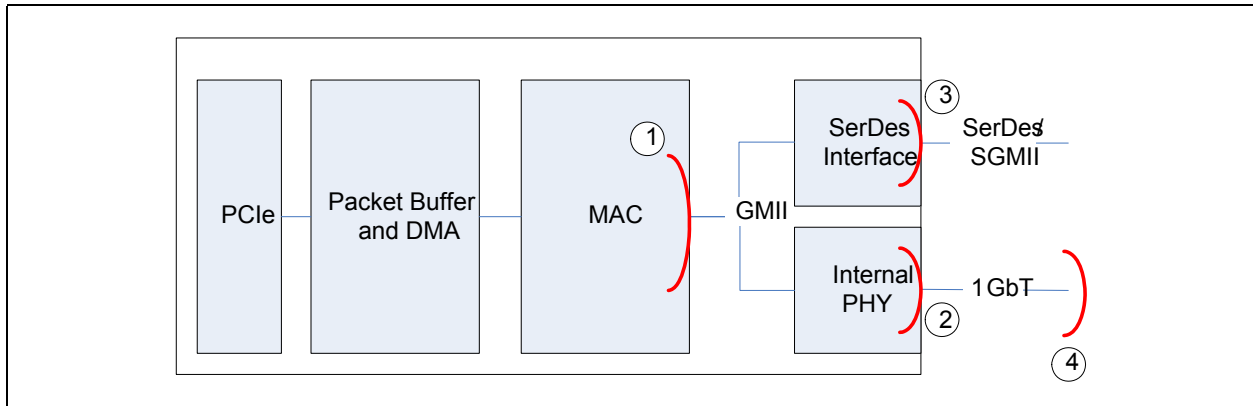 PCIe
Packet Buffer
and DMA
MAC
1
GMII
SerDes
Interface
3
SerDes/
SGMII
Internal
PHY
2
1GbT
4